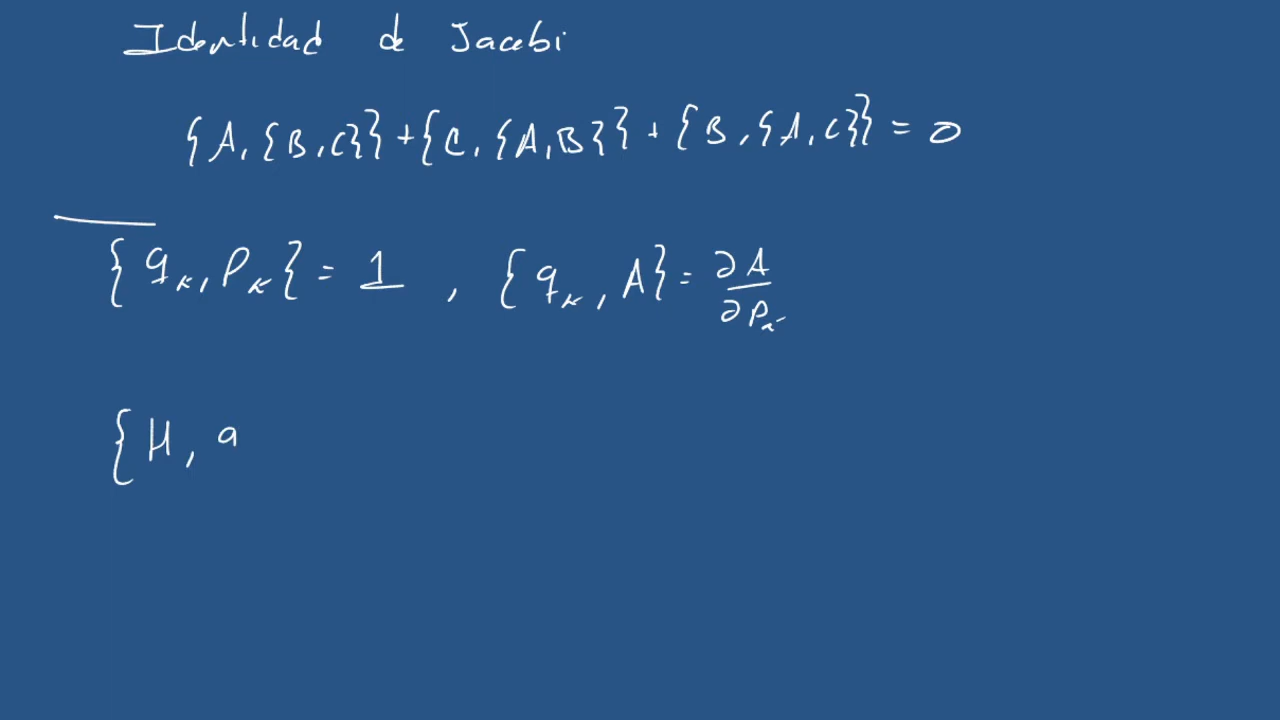 Identidad de Jacobi
{A,{B,C}}+{C,{A,B}}+{B,{A,C}} = 0
{q_k, P_k} = 1 , {q_k, A} = ∂A/∂P_k
{H, q